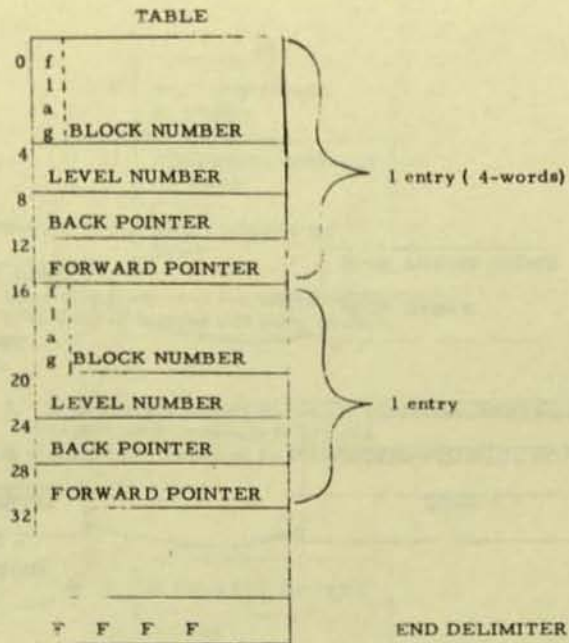 TABLE
0 f
l
a
g BLOCK NUMBER
4
LEVEL NUMBER
8
BACK POINTER
12
FORWARD POINTER
16
1 entry ( 4-words)
f
l
a
g BLOCK NUMBER
20
LEVEL NUMBER
24
BACK POINTER
28
FORWARD POINTER
32
1 entry
F F F F END DELIMITER